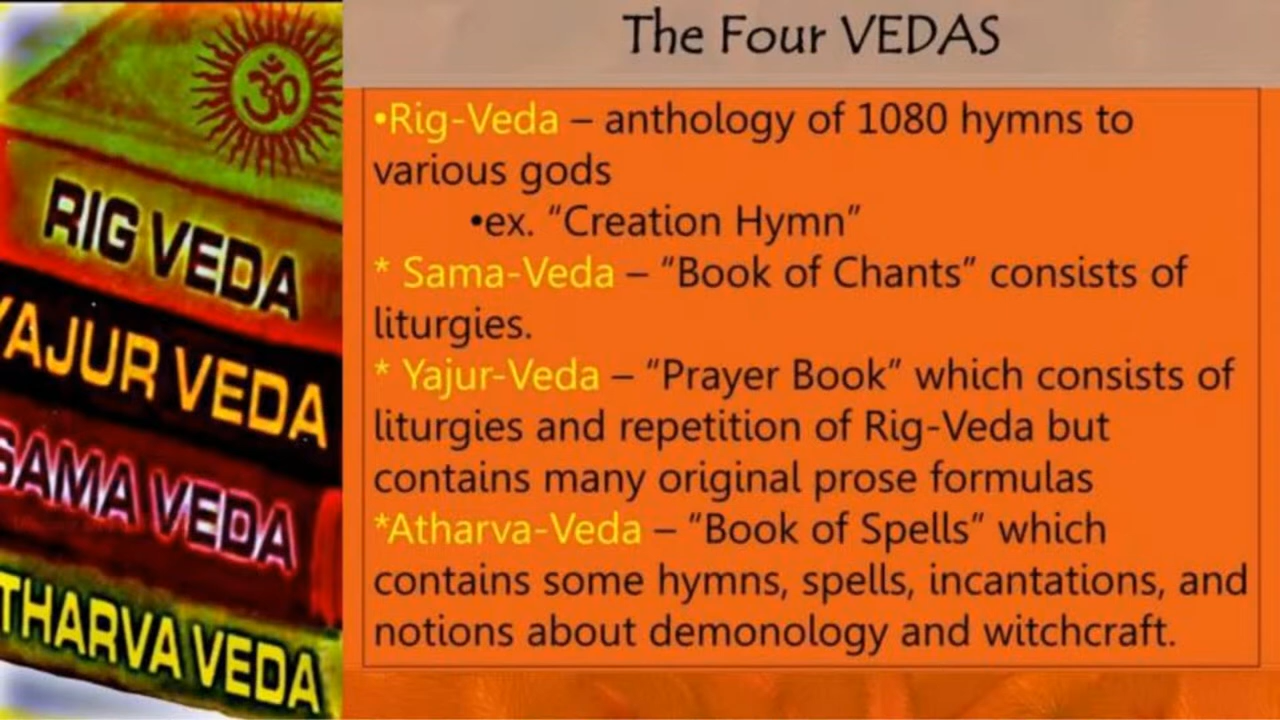 The Four VEDAS
•Rig-Veda – anthology of 1080 hymns to
various gods
•ex. “Creation Hymn”
* Sama-Veda – “Book of Chants” consists of
liturgies.
* Yajur-Veda – “Prayer Book” which consists of
liturgies and repetition of Rig-Veda but
contains many original prose formulas
*Atharva-Veda – “Book of Spells” which
contains some hymns, spells, incantations, and
notions about demonology and witchcraft.
ॐ
RIG VEDA
YAJUR VEDA
SAMA VEDA
THARVA VEDA